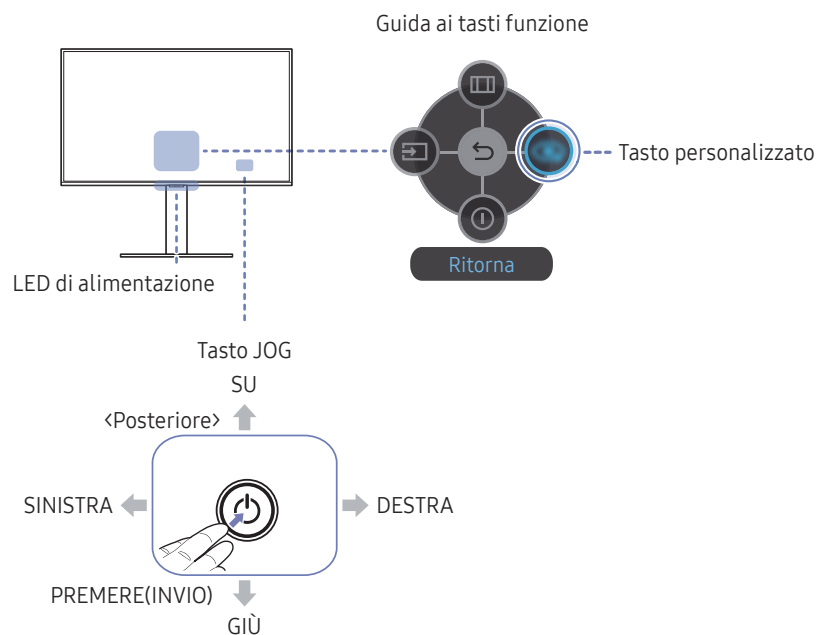 Guida ai tasti funzione
Tasto personalizzato
Ritorna
LED di alimentazione
Tasto JOG
SU
<Posteriore>
SINISTRA
DESTRA
PREMERE(INVIO)
GIÙ